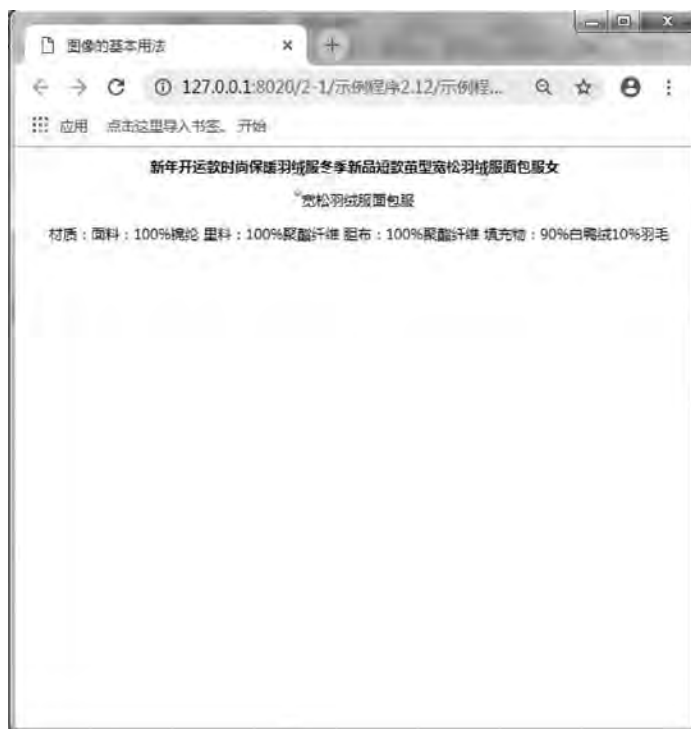 图像的基本用法
127.0.0.1:8020/2-1/示例程序2.12/示例程...
应用 点击这里导入书签。 开始
新年开运款时尚保暖羽绒服冬季新品短款茧型宽松羽绒服面包服女
宽松羽绒服面包服
材质：面料：100%锦纶 里料：100%聚酯纤维 胆布：100%聚酯纤维 填充物：90%白鸭绒10%羽毛